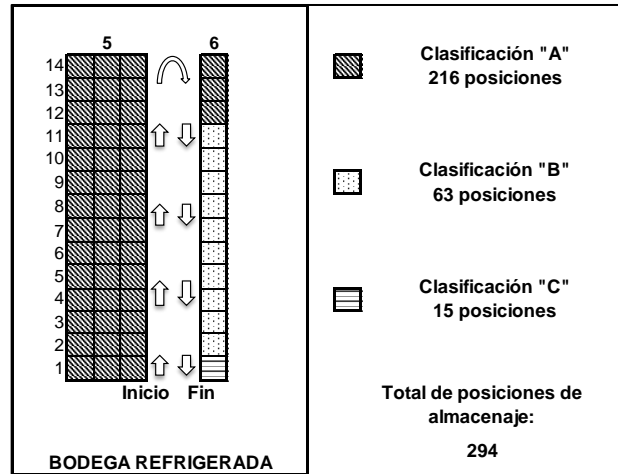 5 6
14
13
12
11
10
9
8
7
6
5
4
3
2
1
Inicio Fin
BODEGA REFRIGERADA
Clasificación "A"
216 posiciones
Clasificación "B"
63 posiciones
Clasificación "C"
15 posiciones
Total de posiciones de
almacenaje:
294